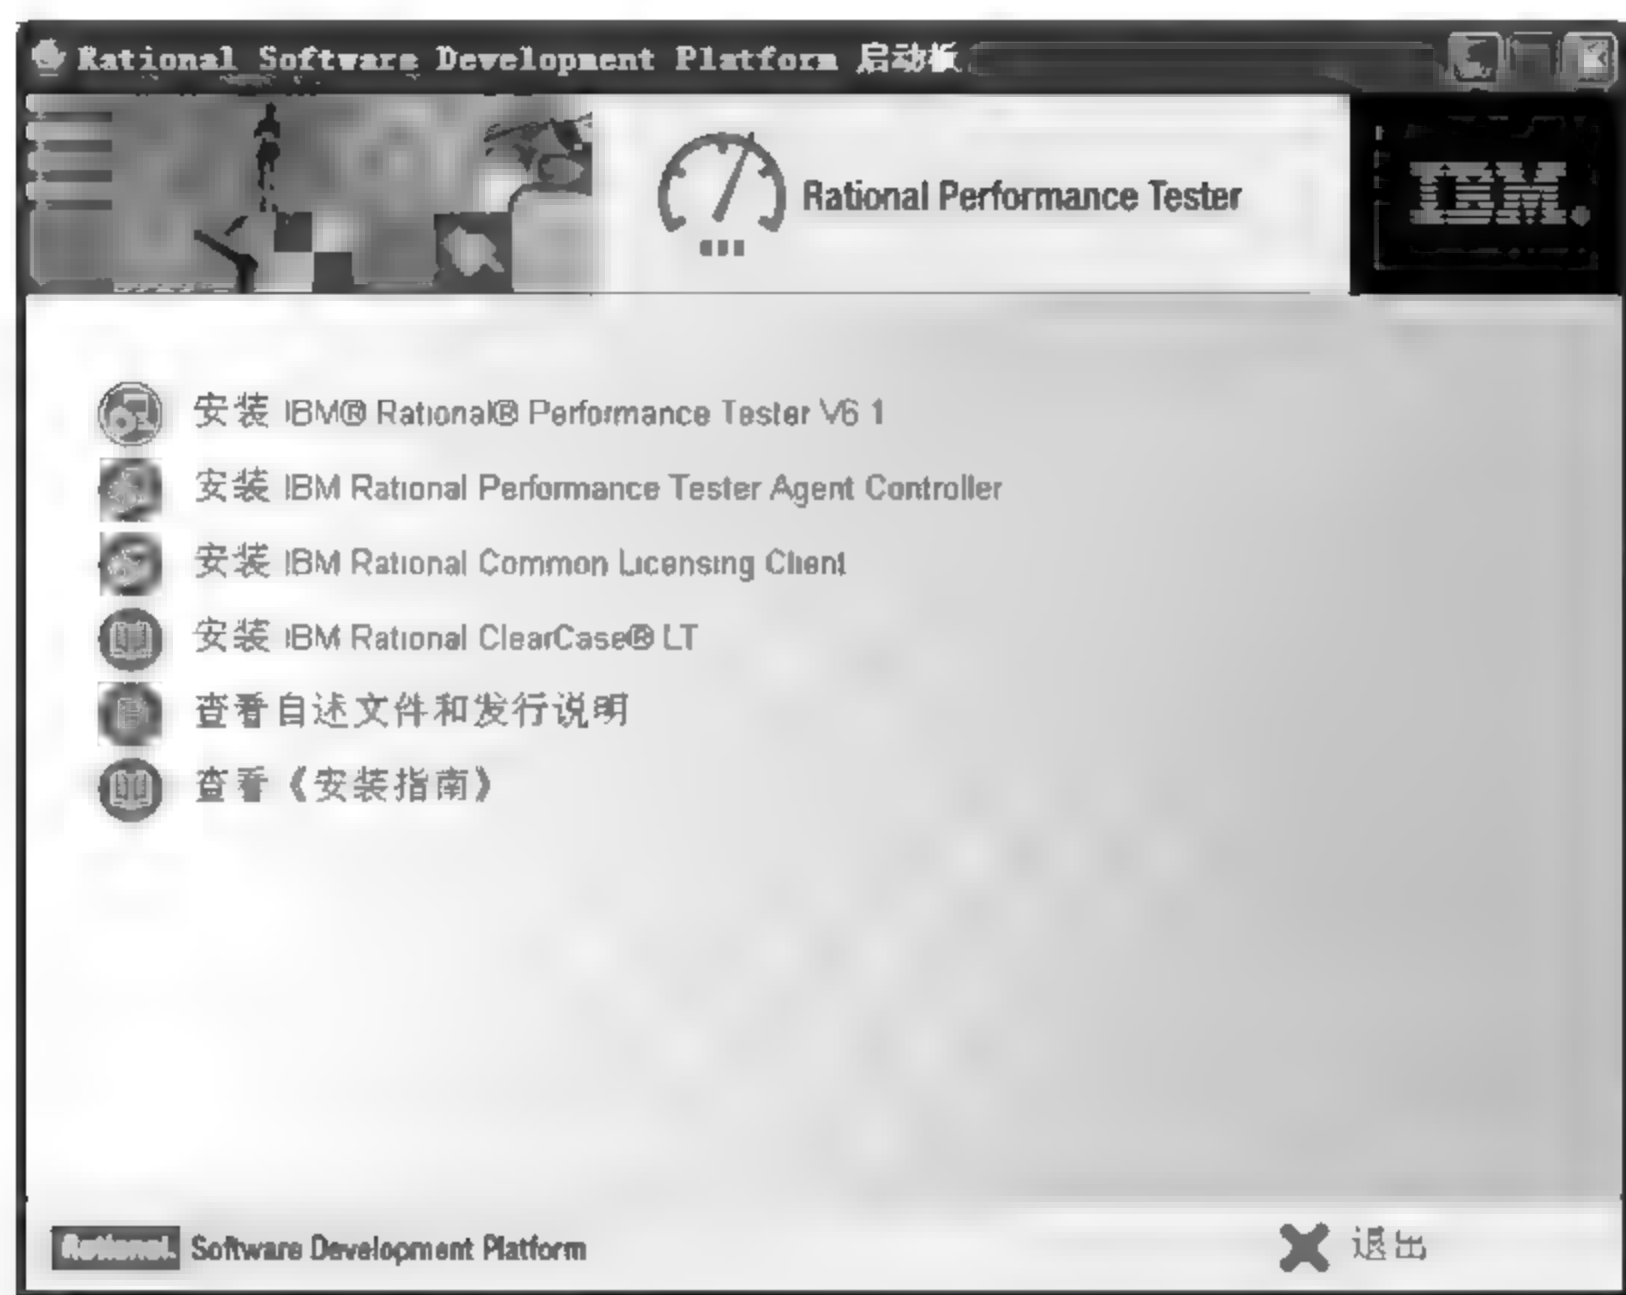 Rational Software Development Platform 启动板
Rational Performance Tester
IBM.
安装 IBM® Rational® Performance Tester V6 1
安装 IBM Rational Performance Tester Agent Controller
安装 IBM Rational Common Licensing Client
安装 IBM Rational ClearCase® LT
查看自述文件和发行说明
查看《安装指南》
Rational. Software Development Platform
退出